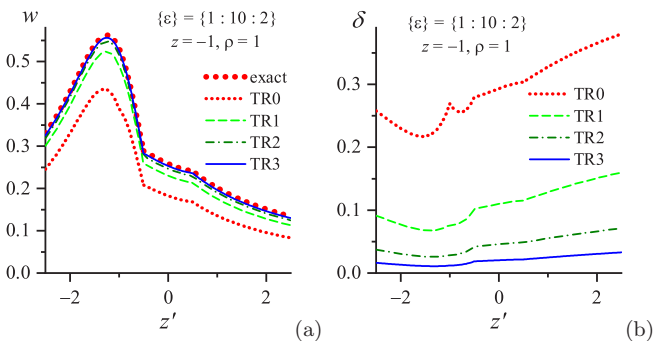 w
{ε} = {1 : 10 : 2}
z = −1, ρ = 1
0.5
0.4
0.3
0.2
0.1
0.0
exact
TR0
TR1
TR2
TR3
−2
0
2
z′
(a)
δ
{ε} = {1 : 10 : 2}
z = −1, ρ = 1
0.3
0.2
0.1
0.0
TR0
TR1
TR2
TR3
−2
0
2
z′
(b)